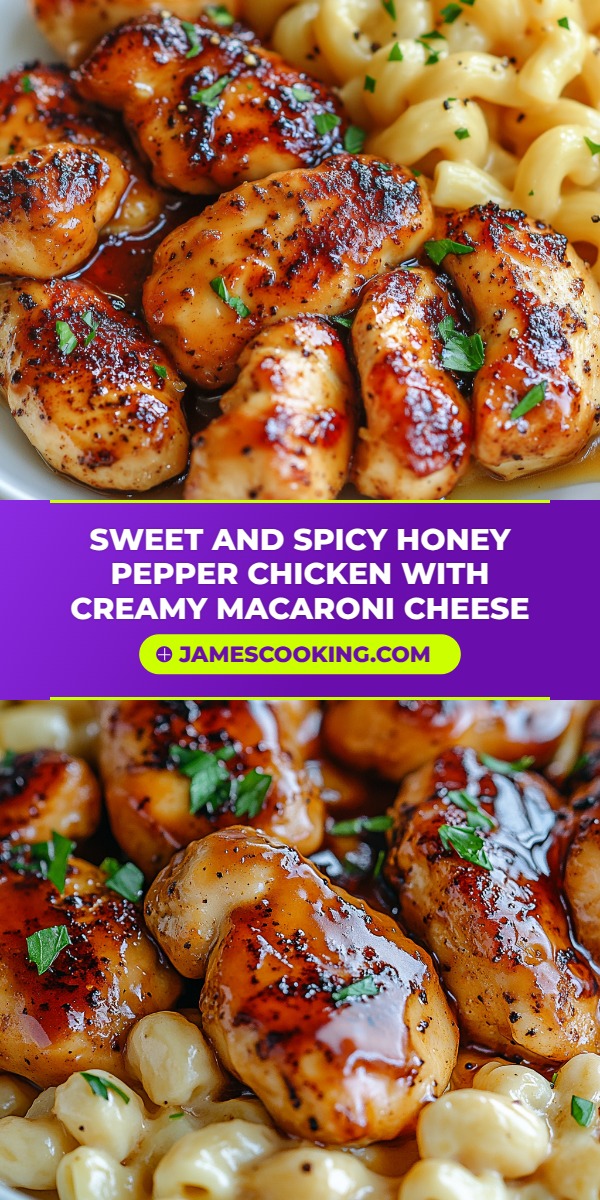 SWEET AND SPICY HONEY
PEPPER CHICKEN WITH
CREAMY MACARONI CHEESE
JAMESCOOKING.COM